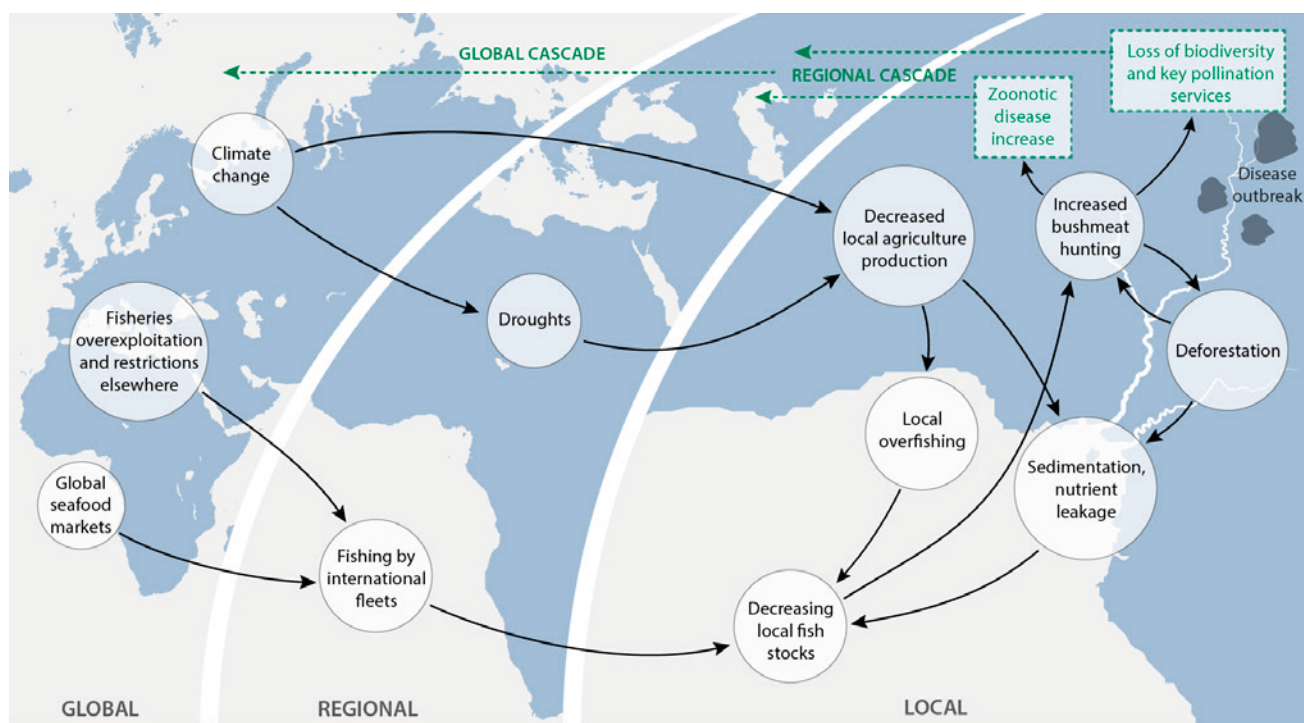 GLOBAL CASCADE
REGIONAL CASCADE
Loss of biodiversity
and key pollination
services
Zoonotic
disease
increase
Disease
outbreak
Climate
change
Decreased
local agriculture
production
Increased
bushmeat
hunting
Fisheries
overexploitation
and restrictions
elsewhere
Droughts
Deforestation
Local
overfishing
Global
seafood
markets
Sedimentation,
nutrient
leakage
Fishing by
international
fleets
Decreasing
local fish
stocks
GLOBAL
REGIONAL
LOCAL